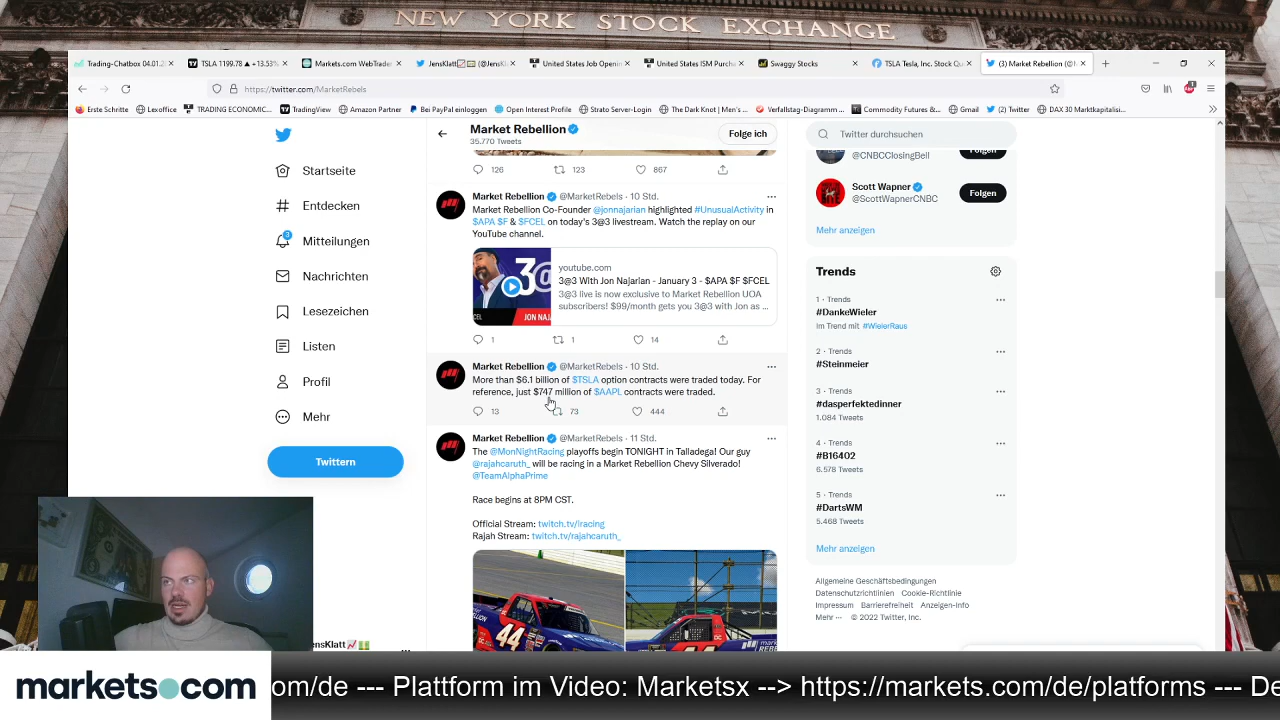 NEW YORK STOCK EXCHANGE
Trading-Chatbox 04.01.2
TSLA 1199.78 ▲ +13.53%
Markets.com WebTrader
JensKlatt (@JensKl
United States Job Openin
United States ISM Purcha
Swaggy Stocks
TSLA Tesla, Inc. Stock Qu
(3) Market Rebellion (@M
https://twitter.com/MarketRebels
Erste Schritte
Lexoffice
TRADING ECONOMIC...
TradingView
Amazon Partner
Bei PayPal einloggen
Open Interest Profile
Strato Server-Login
The Dark Knot | Men's ...
Verfallstag-Diagramm ...
Commodity Futures &...
Gmail
(2) Twitter
DAX 30 Marktkapitalisi...
Startseite
Entdecken
3
Mitteilungen
Nachrichten
Lesezeichen
Listen
Profil
Mehr
Twittern
Market Rebellion
35.770 Tweets
Folge ich
126 123 867
Market Rebellion @MarketRebels · 10 Std.
Market Rebellion Co-Founder @jonnajarian highlighted #UnusualActivity in
$APA $F & $FCEL on today's 3@3 livestream. Watch the replay on our
YouTube channel.
3@
CEL JON NAJA
youtube.com
3@3 With Jon Najarian - January 3 - $APA $F $FCEL
3@3 live is now exclusive to Market Rebellion UOA
subscribers! $99/month gets you 3@3 with Jon as ...
1 1 14
Market Rebellion @MarketRebels · 10 Std.
More than $6.1 billion of $TSLA option contracts were traded today. For
reference, just $747 million of $AAPL contracts were traded.
13 73 444
Market Rebellion @MarketRebels · 11 Std.
The @MonNightRacing playoffs begin TONIGHT in Talladega! Our guy
@rajahcaruth_ will be racing in a Market Rebellion Chevy Silverado!
@TeamAlphaPrime
Race begins at 8PM CST.
Official Stream: twitch.tv/iracing
Rajah Stream: twitch.tv/rajahcaruth_
44
Twitter durchsuchen
@CNBCClosingBell
Folgen
Scott Wapner
@ScottWapnerCNBC
Folgen
Mehr anzeigen
Trends
1 · Trends
#DankeWieler
Im Trend mit #WielerRaus
2 · Trends
#Steinmeier
3 · Trends
#dasperfektedinner
1.084 Tweets
4 · Trends
#B16402
6.578 Tweets
5 · Trends
#DartsWM
5.468 Tweets
Mehr anzeigen
Allgemeine Geschäftsbedingungen
Datenschutzrichtlinien Cookie-Richtlinie
Impressum Barrierefreiheit Anzeigen-Info
Mehr ··· © 2022 Twitter, Inc.
JensKlatt
markets.com
om/de --- Plattform im Video: Marketsx --> https://markets.com/de/platforms --- De